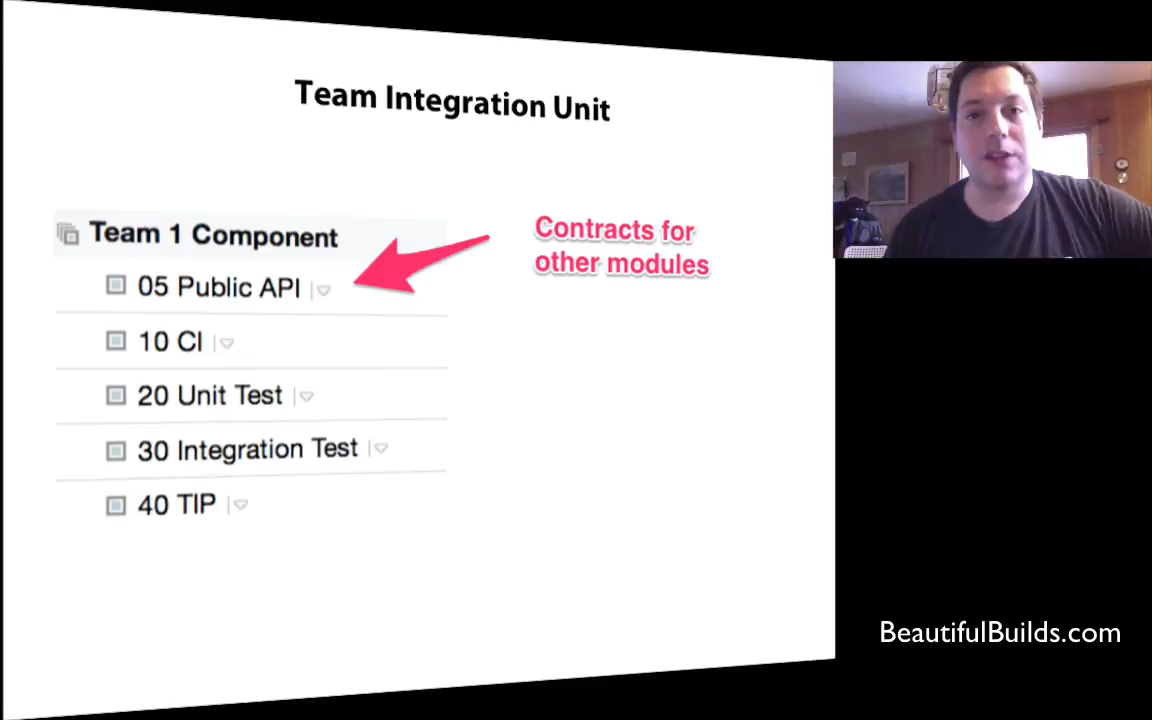 Team Integration Unit
Team 1 Component
Contracts for
other modules
05 Public API
10 CI
20 Unit Test
30 Integration Test
40 TIP
BeautifulBuilds.com